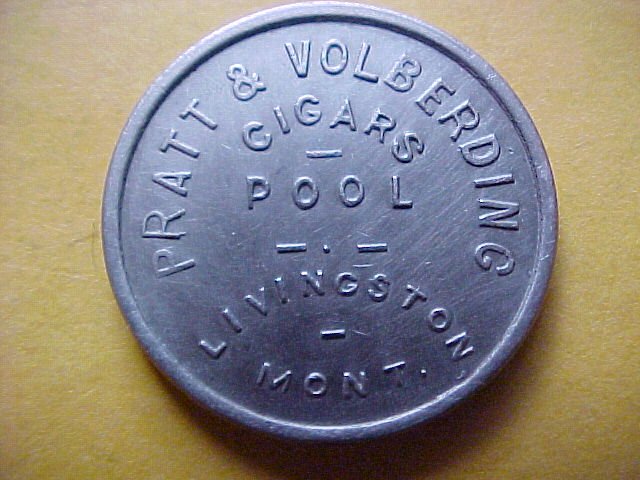 PRATT & VOLBERDING
CIGARS
POOL
LIVINGSTON
MONT.